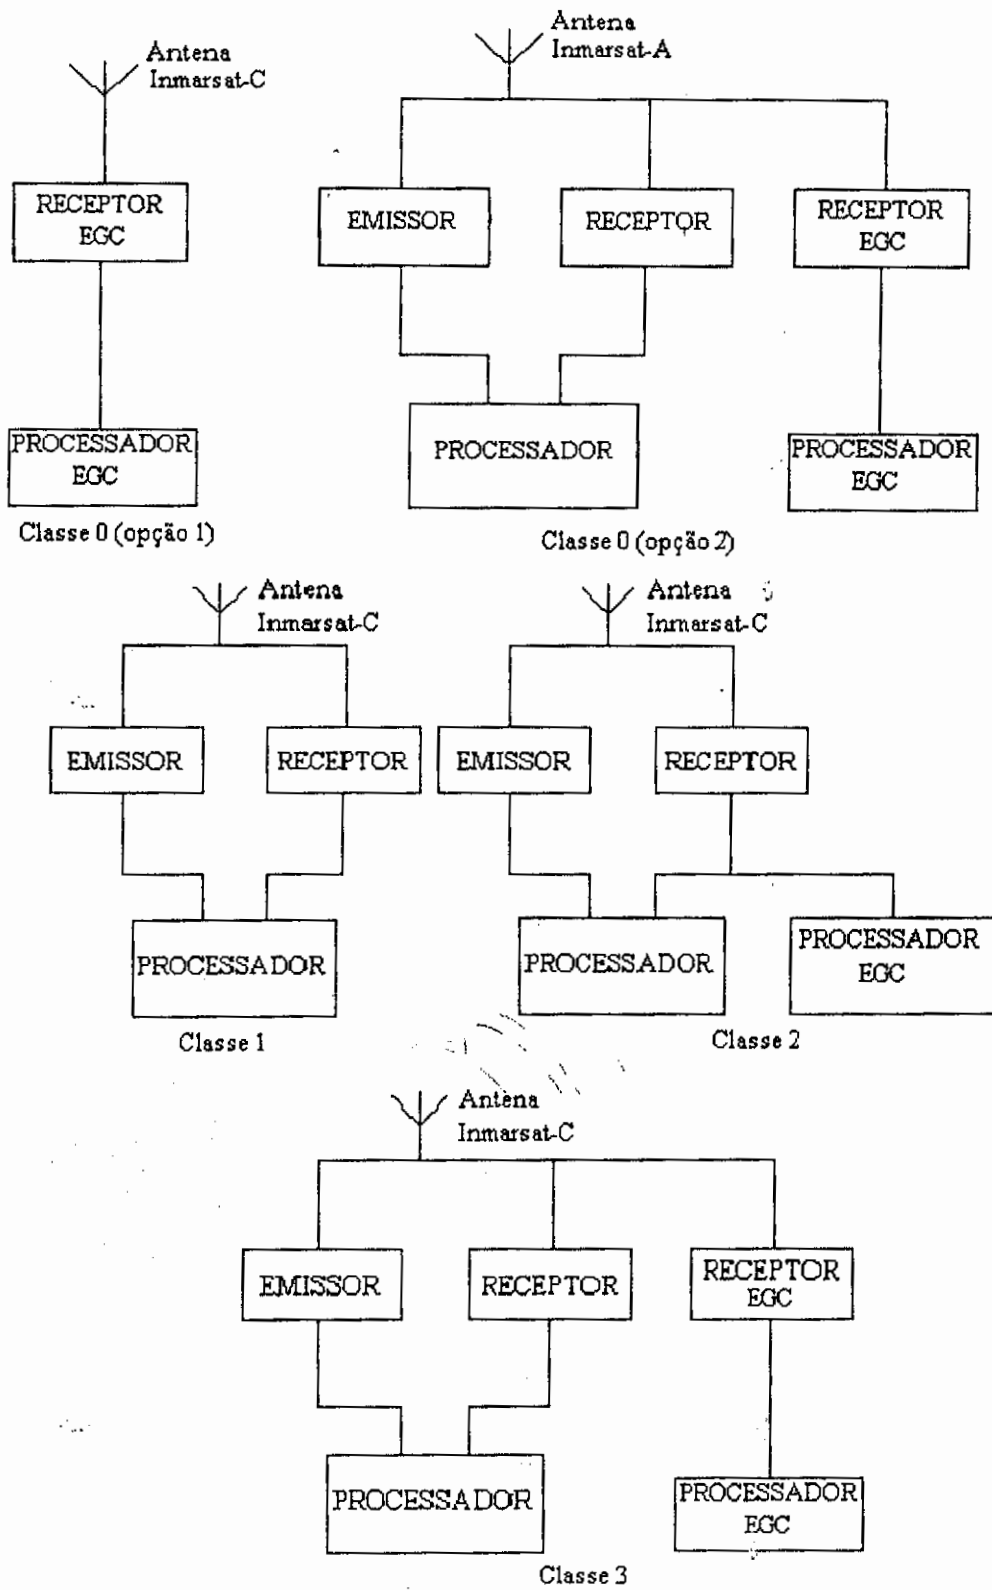 Antena
Inmarsat-C
RECEPTOR
EGC
PROCESSADOR
EGC
Classe 0 (opção 1)
Antena
Inmarsat-A
EMISSOR
RECEPTOR
RECEPTOR
EGC
PROCESSADOR
PROCESSADOR
EGC
Classe 0 (opção 2)
Antena
Inmarsat-C
EMISSOR
RECEPTOR
PROCESSADOR
Classe 1
Antena
Inmarsat-C
EMISSOR
RECEPTOR
PROCESSADOR
PROCESSADOR
EGC
Classe 2
Antena
Inmarsat-C
EMISSOR
RECEPTOR
RECEPTOR
EGC
PROCESSADOR
PROCESSADOR
EGC
Classe 3